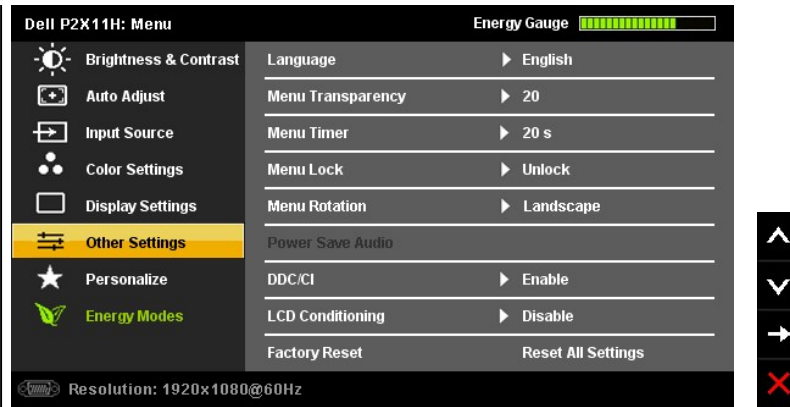 Dell P2X11H: Menu Energy Gauge
Brightness & Contrast Language English
Auto Adjust Menu Transparency 20
Input Source Menu Timer 20 s
Color Settings Menu Lock Unlock
Display Settings Menu Rotation Landscape
Other Settings Power Save Audio
Personalize DDC/CI Enable
Energy Modes LCD Conditioning Disable
Factory Reset Reset All Settings
Resolution: 1920x1080@60Hz